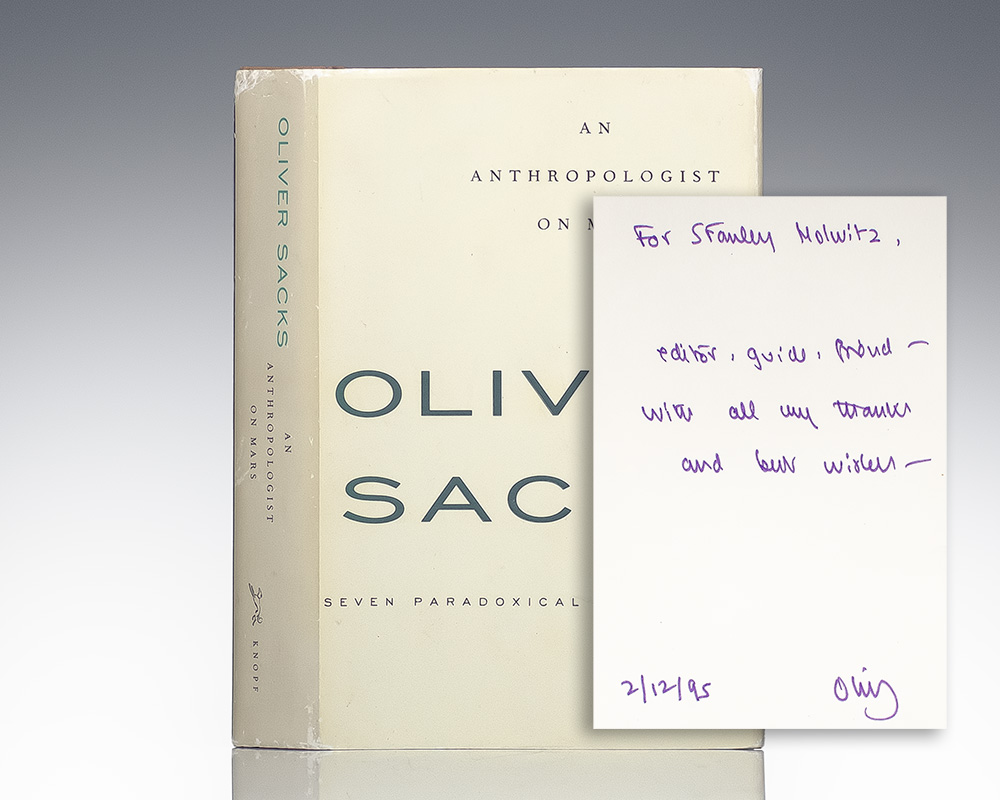 OLIVER SACKS
AN
ANTHROPOLOGIST
ON MARS
KNOPF
AN
ANTHROPOLOGIST
ON M
OLIV
SAC
SEVEN PARADOXICAL
For Stanley Holwitz,
editor, guide, friend —
with all my thanks
and best wishes —
2/12/95
Oliver